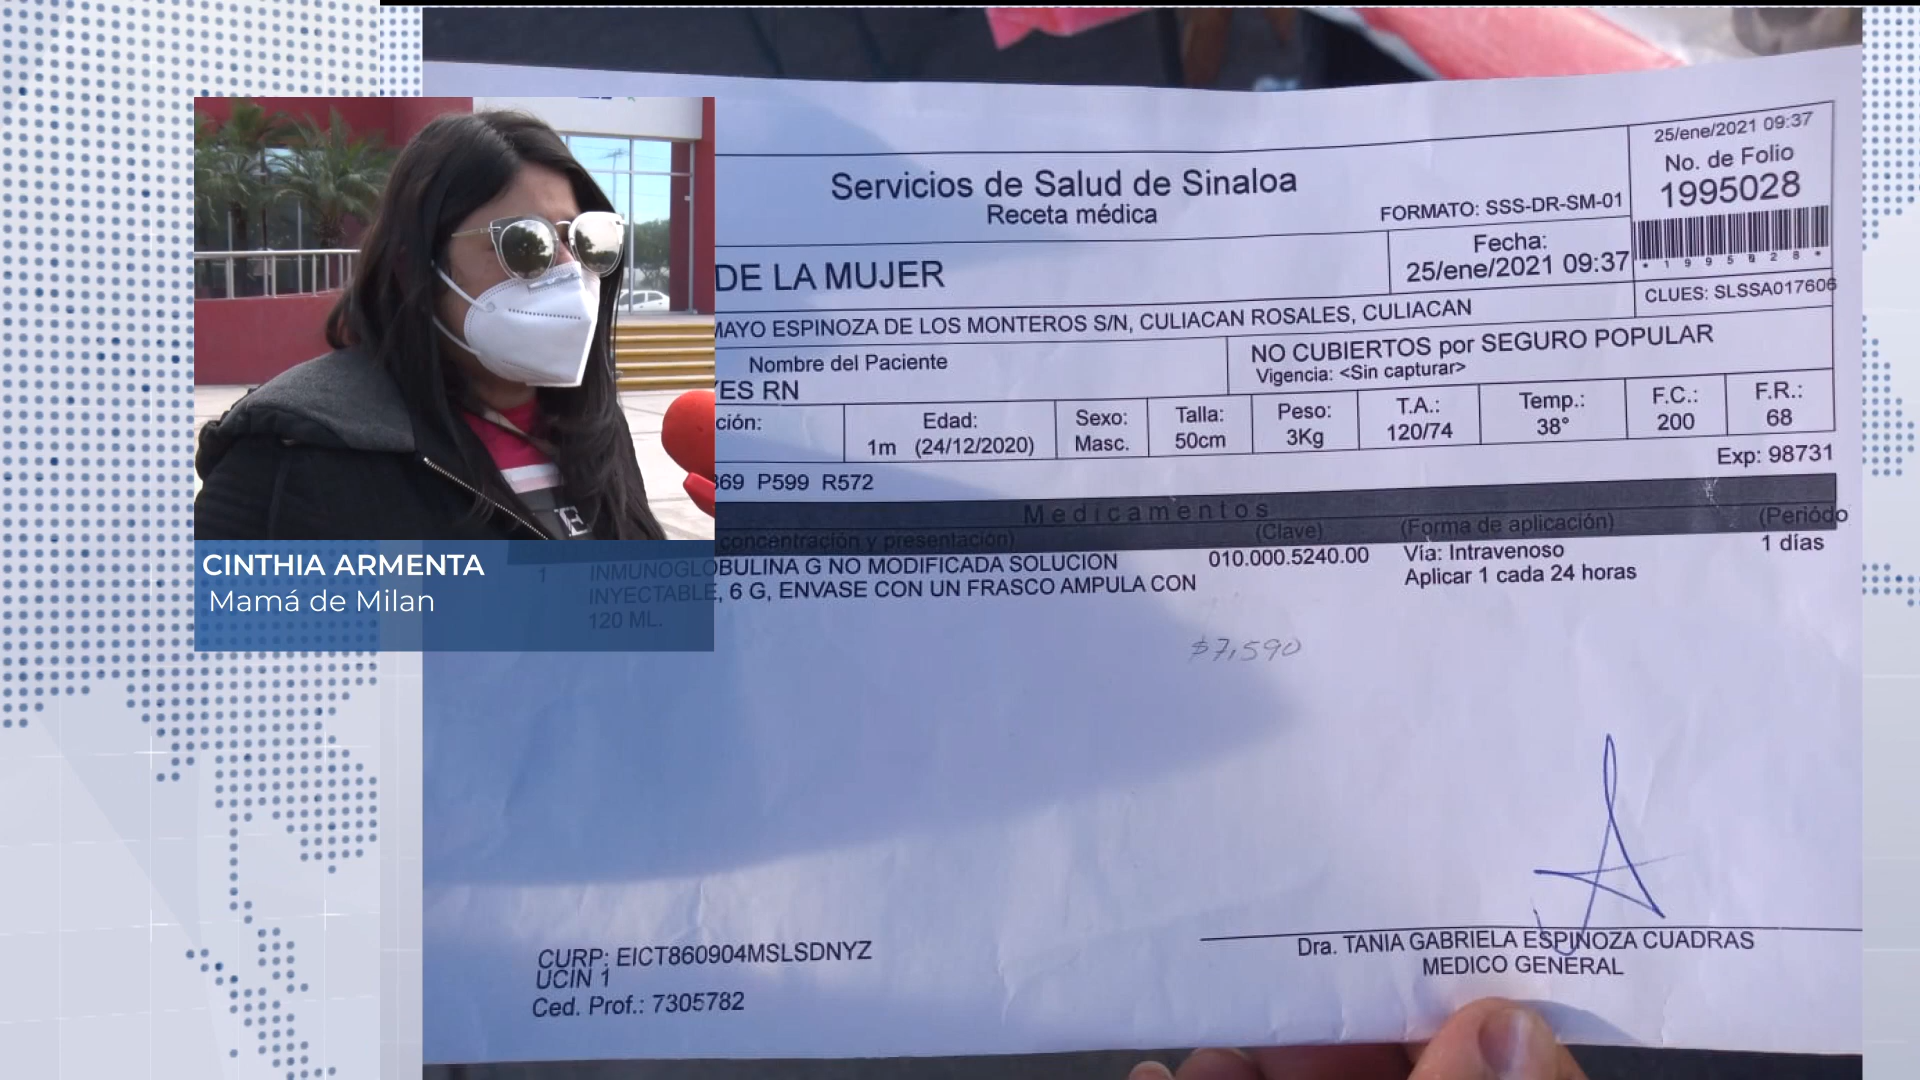 25/ene/2021 09:37
No. de Folio
1995028
*1995028*
Servicios de Salud de Sinaloa
Receta médica
FORMATO: SSS-DR-SM-01
DE LA MUJER
Fecha:
25/ene/2021 09:37
CLUES: SLSSA017606
MAYO ESPINOZA DE LOS MONTEROS S/N, CULIACAN ROSALES, CULIACAN
Nombre del Paciente
NO CUBIERTOS por SEGURO POPULAR
Vigencia: <Sin capturar>
YES RN
ción:
Edad:
1m (24/12/2020)
Sexo:
Masc.
Talla:
50cm
Peso:
3Kg
T.A.:
120/74
Temp.:
38°
F.C.:
200
F.R.:
68
Exp: 98731
369 P599 R572
Medicamentos
concentración y presentación) (Clave) (Forma de aplicación) (Periódo
1 INMUNOGLOBULINA G NO MODIFICADA SOLUCION 010.000.5240.00 Vía: Intravenoso 1 días
INYECTABLE, 6 G, ENVASE CON UN FRASCO AMPULA CON Aplicar 1 cada 24 horas
120 ML.
$7,590
CINTHIA ARMENTA
Mamá de Milan
CURP: EICT860904MSLSDNYZ
UCIN 1
Ced. Prof.: 7305782
Dra. TANIA GABRIELA ESPINOZA CUADRAS
MEDICO GENERAL